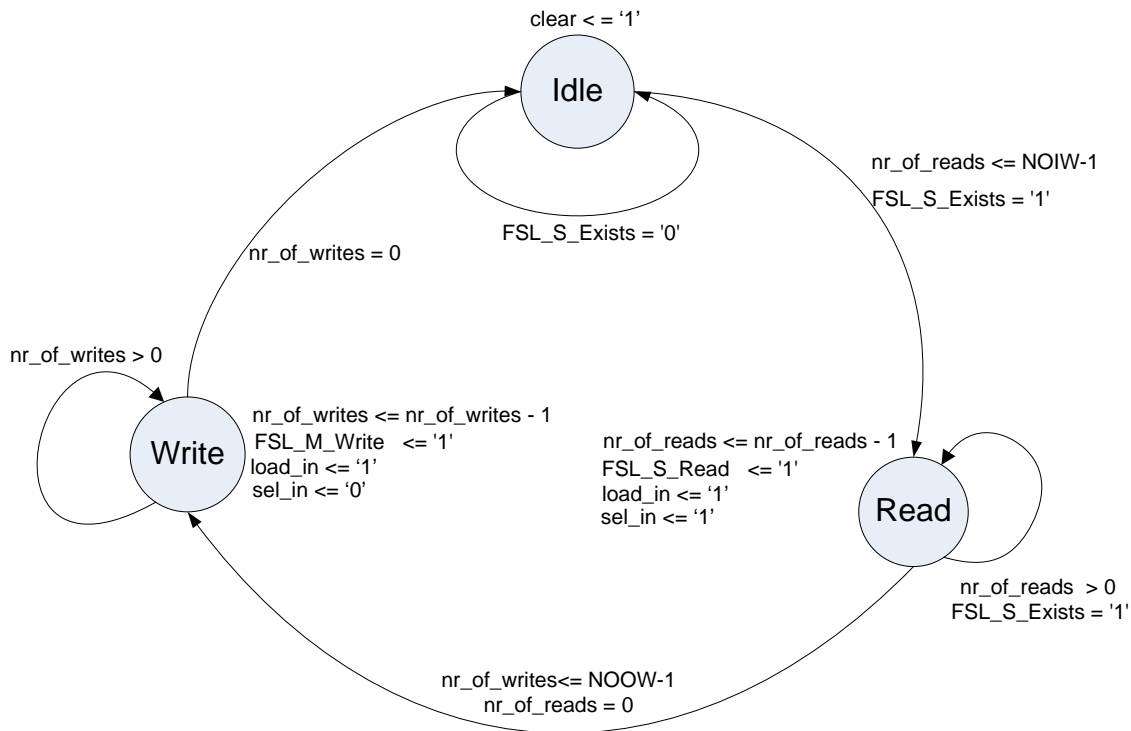 clear < = ‘1’
Idle
nr_of_reads <= NOIW-1
FSL_S_Exists = '1'
FSL_S_Exists = '0'
nr_of_writes = 0
nr_of_writes > 0
Write
nr_of_writes <= nr_of_writes - 1
FSL_M_Write <= '1'
load_in <= ‘1’
sel_in <= ‘0’
nr_of_reads <= nr_of_reads - 1
FSL_S_Read <= '1'
load_in <= ‘1’
sel_in <= ‘1’
Read
nr_of_reads > 0
FSL_S_Exists = '1'
nr_of_writes<= NOOW-1
nr_of_reads = 0